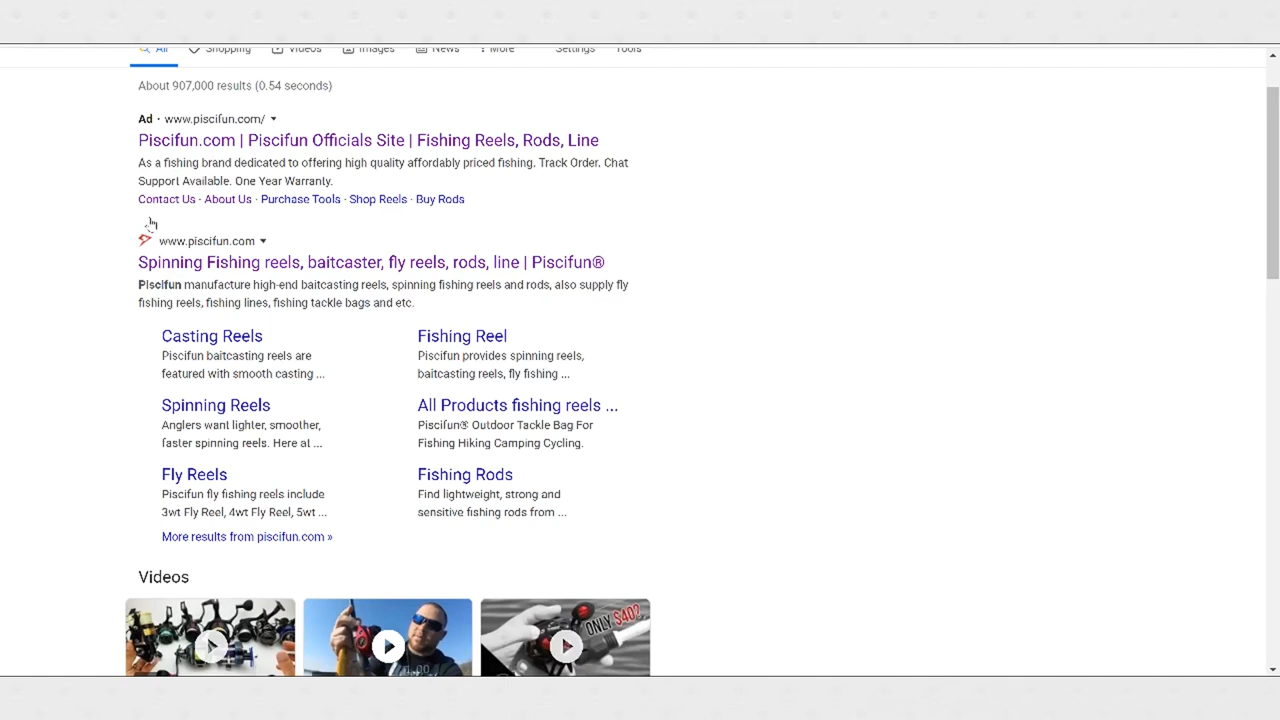 All Shopping Videos Images News More Settings Tools
About 907,000 results (0.54 seconds)
Ad · www.piscifun.com/
Piscifun.com | Piscifun Officials Site | Fishing Reels, Rods, Line
As a fishing brand dedicated to offering high quality affordably priced fishing. Track Order. Chat
Support Available. One Year Warranty.
Contact Us · About Us · Purchase Tools · Shop Reels · Buy Rods
www.piscifun.com
Spinning Fishing reels, baitcaster, fly reels, rods, line | Piscifun®
Piscifun manufacture high-end baitcasting reels, spinning fishing reels and rods, also supply fly
fishing reels, fishing lines, fishing tackle bags and etc.
Casting Reels
Piscifun baitcasting reels are
featured with smooth casting ...
Fishing Reel
Piscifun provides spinning reels,
baitcasting reels, fly fishing ...
Spinning Reels
Anglers want lighter, smoother,
faster spinning reels. Here at ...
All Products fishing reels ...
Piscifun® Outdoor Tackle Bag For
Fishing Hiking Camping Cycling.
Fly Reels
Piscifun fly fishing reels include
3wt Fly Reel, 4wt Fly Reel, 5wt ...
Fishing Rods
Find lightweight, strong and
sensitive fishing rods from ...
More results from piscifun.com »
Videos
ONLY $40?